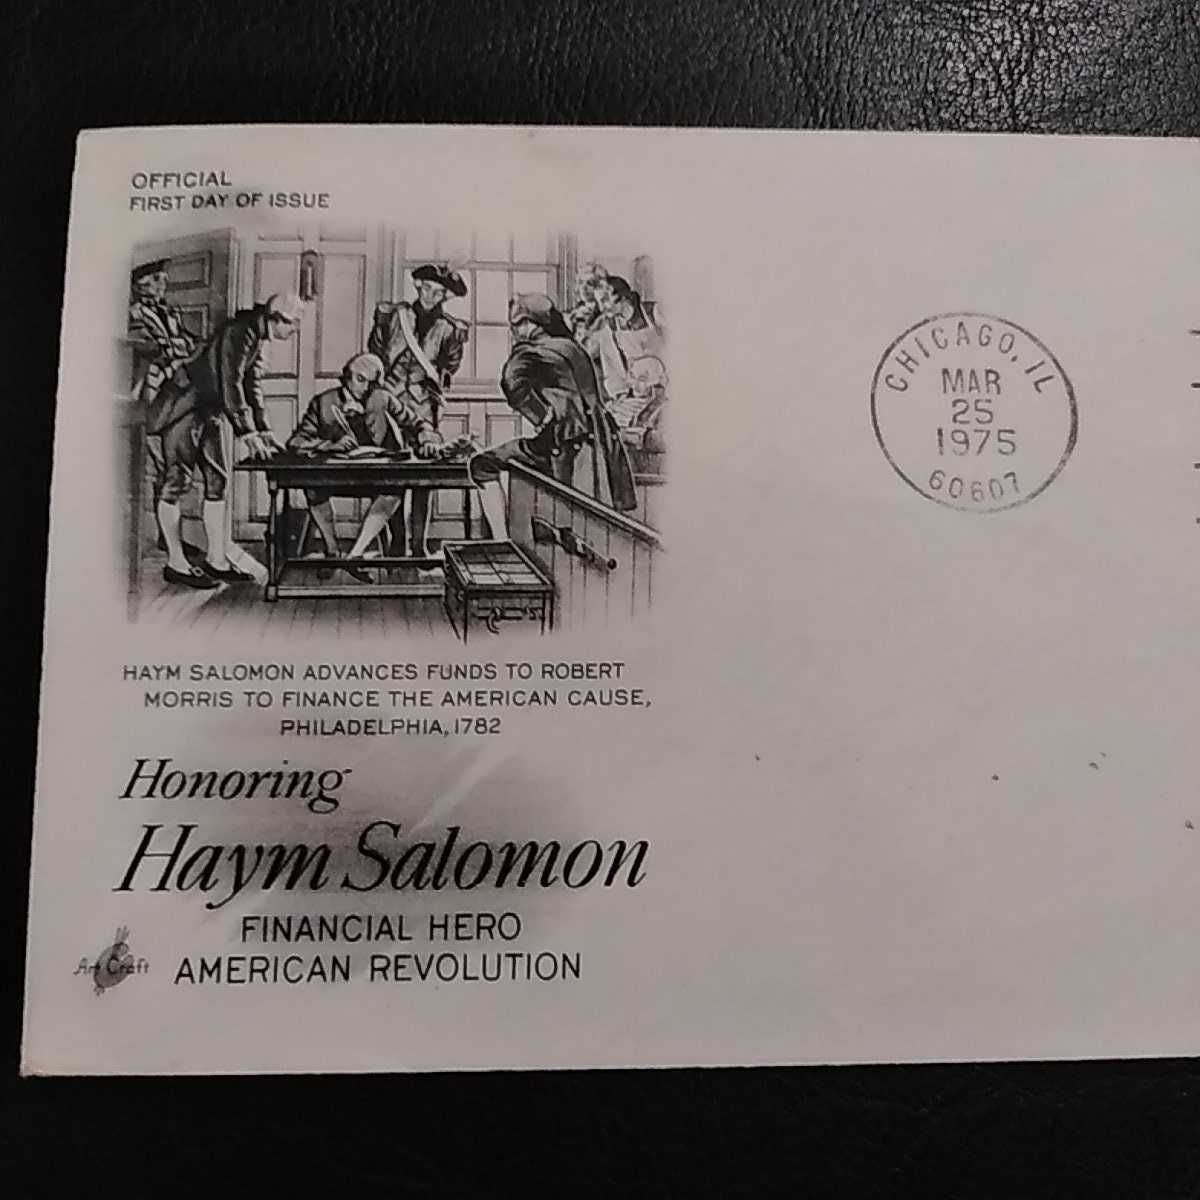 OFFICIAL
FIRST DAY OF ISSUE
CHICAGO, IL
MAR
25
1975
60607
HAYM SALOMON ADVANCES FUNDS TO ROBERT
MORRIS TO FINANCE THE AMERICAN CAUSE,
PHILADELPHIA, 1782
Honoring
Haym Salomon
FINANCIAL HERO
AMERICAN REVOLUTION
Art Craft